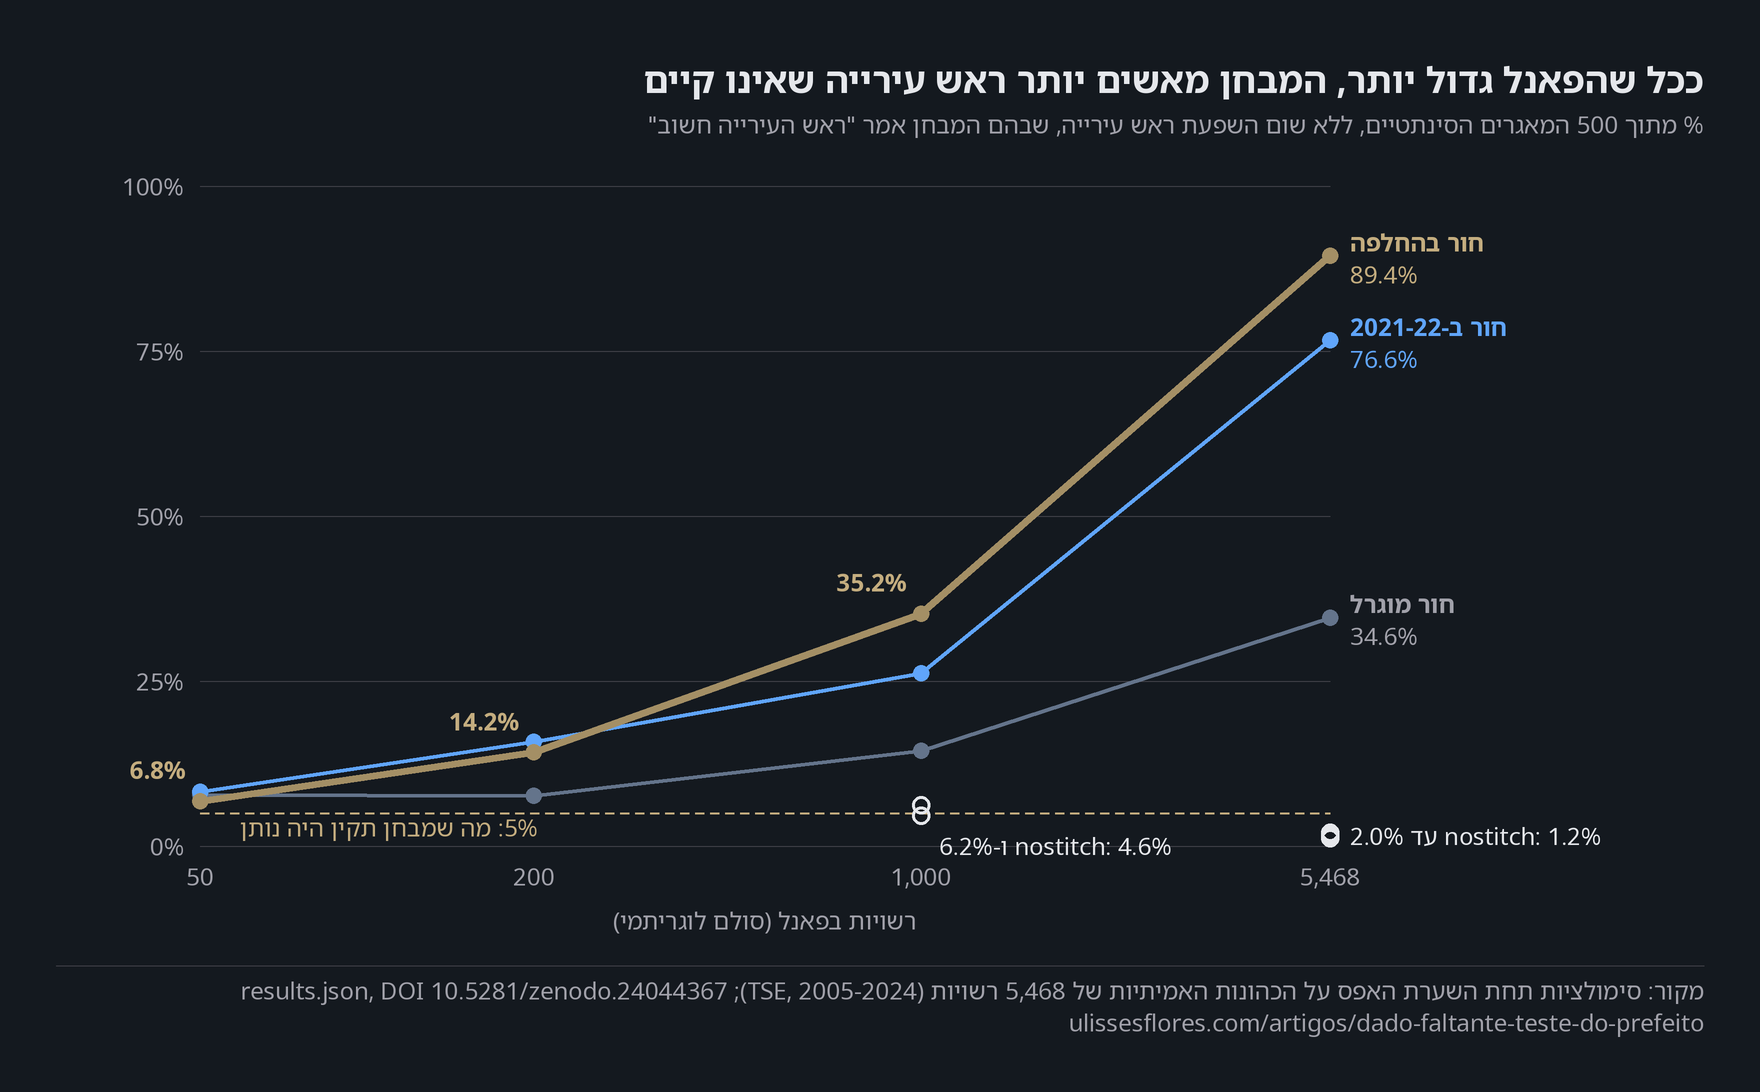 ככל שהפאנל גדול יותר, המבחן מאשים יותר ראש עירייה שאינו קיים
% מתוך 500 המאגרים הסינתטיים, ללא שום השפעת ראש עירייה, שבהם המבחן אמר "ראש העירייה חשוב"
100%
75%
50%
25%
0%
חור בהחלפה
89.4%
חור ב-2021-22
76.6%
חור מוגרל
34.6%
35.2%
14.2%
6.8%
5%: מה שמבחן תקין היה נותן
nostitch: 4.6% ו-6.2%
nostitch: 1.2% עד 2.0%
50
200
1,000
5,468
רשויות בפאנל (סולם לוגריתמי)
מקור: סימולציות תחת השערת האפס על הכהונות האמיתיות של 5,468 רשויות (TSE, 2005-2024); results.json, DOI 10.5281/zenodo.24044367
ulissesflores.com/artigos/dado-faltante-teste-do-prefeito